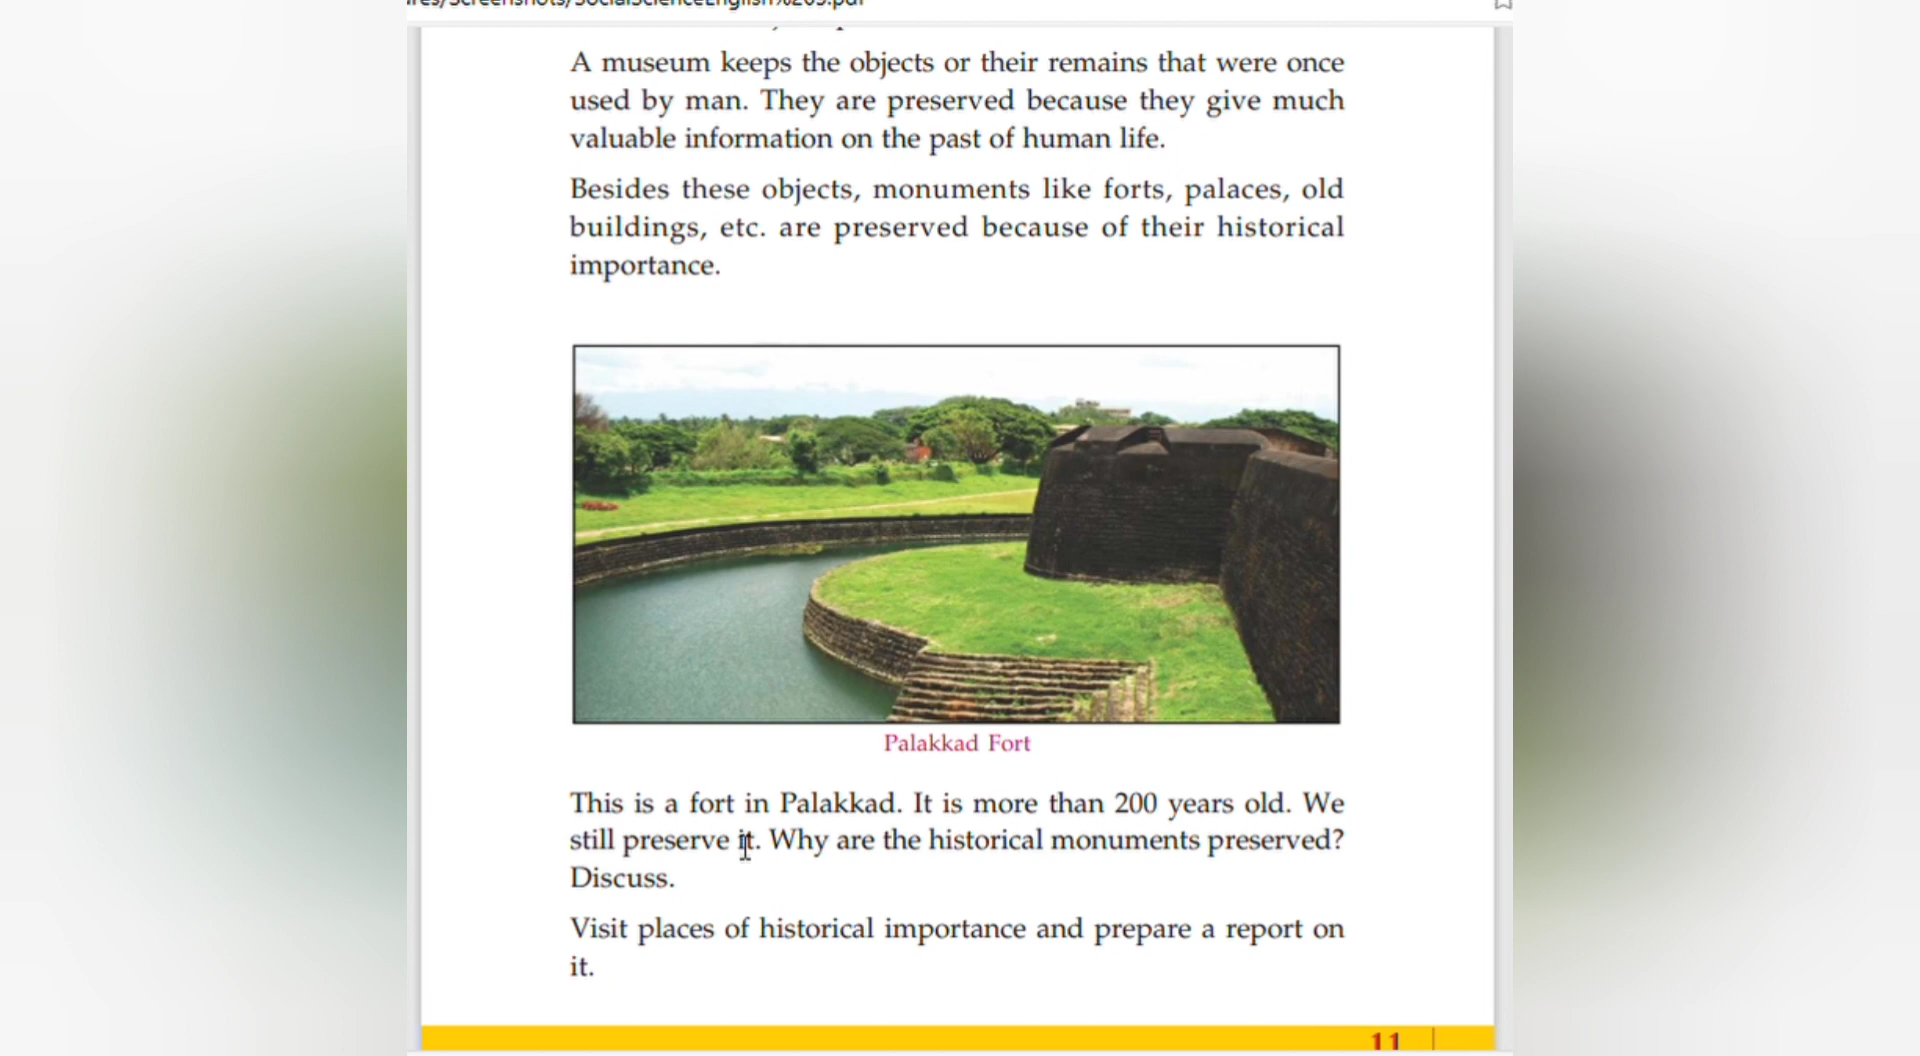 A museum keeps the objects or their remains that were once
used by man. They are preserved because they give much
valuable information on the past of human life.
Besides these objects, monuments like forts, palaces, old
buildings, etc. are preserved because of their historical
importance.
Palakkad Fort
This is a fort in Palakkad. It is more than 200 years old. We
still preserve it. Why are the historical monuments preserved?
Discuss.
Visit places of historical importance and prepare a report on
it.
11